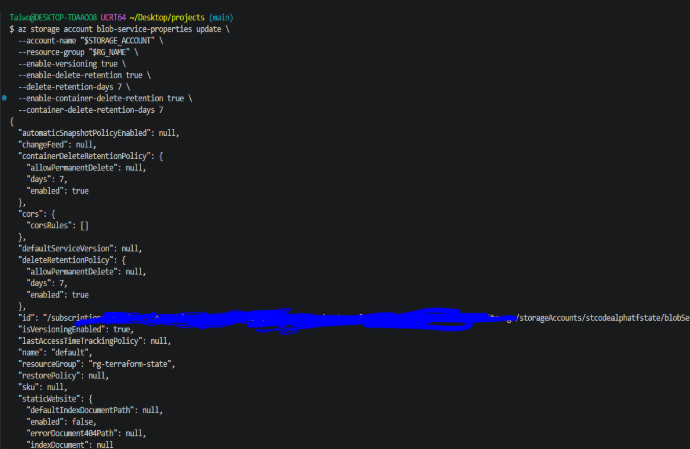 Taiwo@DESKTOP-TDAAOO8 UCRT64 ~/Desktop/projects (main)
$ az storage account blob-service-properties update \
  --account-name "$STORAGE_ACCOUNT" \
  --resource-group "$RG_NAME" \
  --enable-versioning true \
  --enable-delete-retention true \
  --delete-retention-days 7 \
  --enable-container-delete-retention true \
  --container-delete-retention-days 7
{
  "automaticSnapshotPolicyEnabled": null,
  "changeFeed": null,
  "containerDeleteRetentionPolicy": {
    "allowPermanentDelete": null,
    "days": 7,
    "enabled": true
  },
  "cors": {
    "corsRules": []
  },
  "defaultServiceVersion": null,
  "deleteRetentionPolicy": {
    "allowPermanentDelete": null,
    "days": 7,
    "enabled": true
  },
  "id": "/subscription /storageAccounts/stcodealphatfstate/blobSe
  "isVersioningEnabled": true,
  "lastAccessTimeTrackingPolicy": null,
  "name": "default",
  "resourceGroup": "rg-terraform-state",
  "restorePolicy": null,
  "sku": null,
  "staticWebsite": {
    "defaultIndexDocumentPath": null,
    "enabled": false,
    "errorDocument404Path": null,
    "indexDocument": null